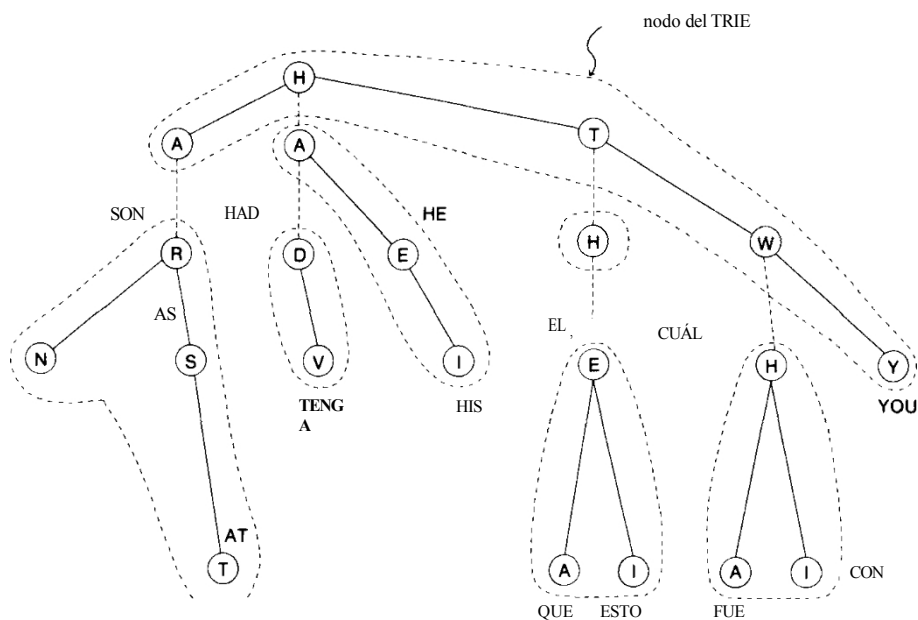 nodo del TRIE
H
A
A
T
SON
HAD
HE
R
D
E
H
W
AS
EL
CUÁL
N
S
V
I
E
H
Y
TENG
A
HIS
YOU
AT
T
A
I
A
I
CON
QUE
ESTO
FUE